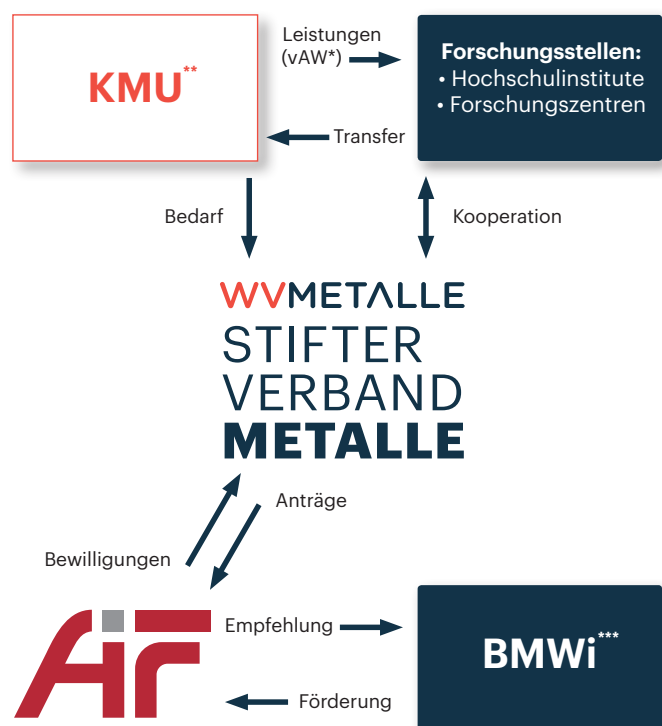 KMU**
Leistungen
(vAW*)
Forschungsstellen:
• Hochschulinstitute
• Forschungszentren
Transfer
Bedarf
Kooperation
WVMETALLE
STIFTER
VERBAND
METALLE
Anträge
Bewilligungen
AiF
Empfehlung
BMWi***
Förderung